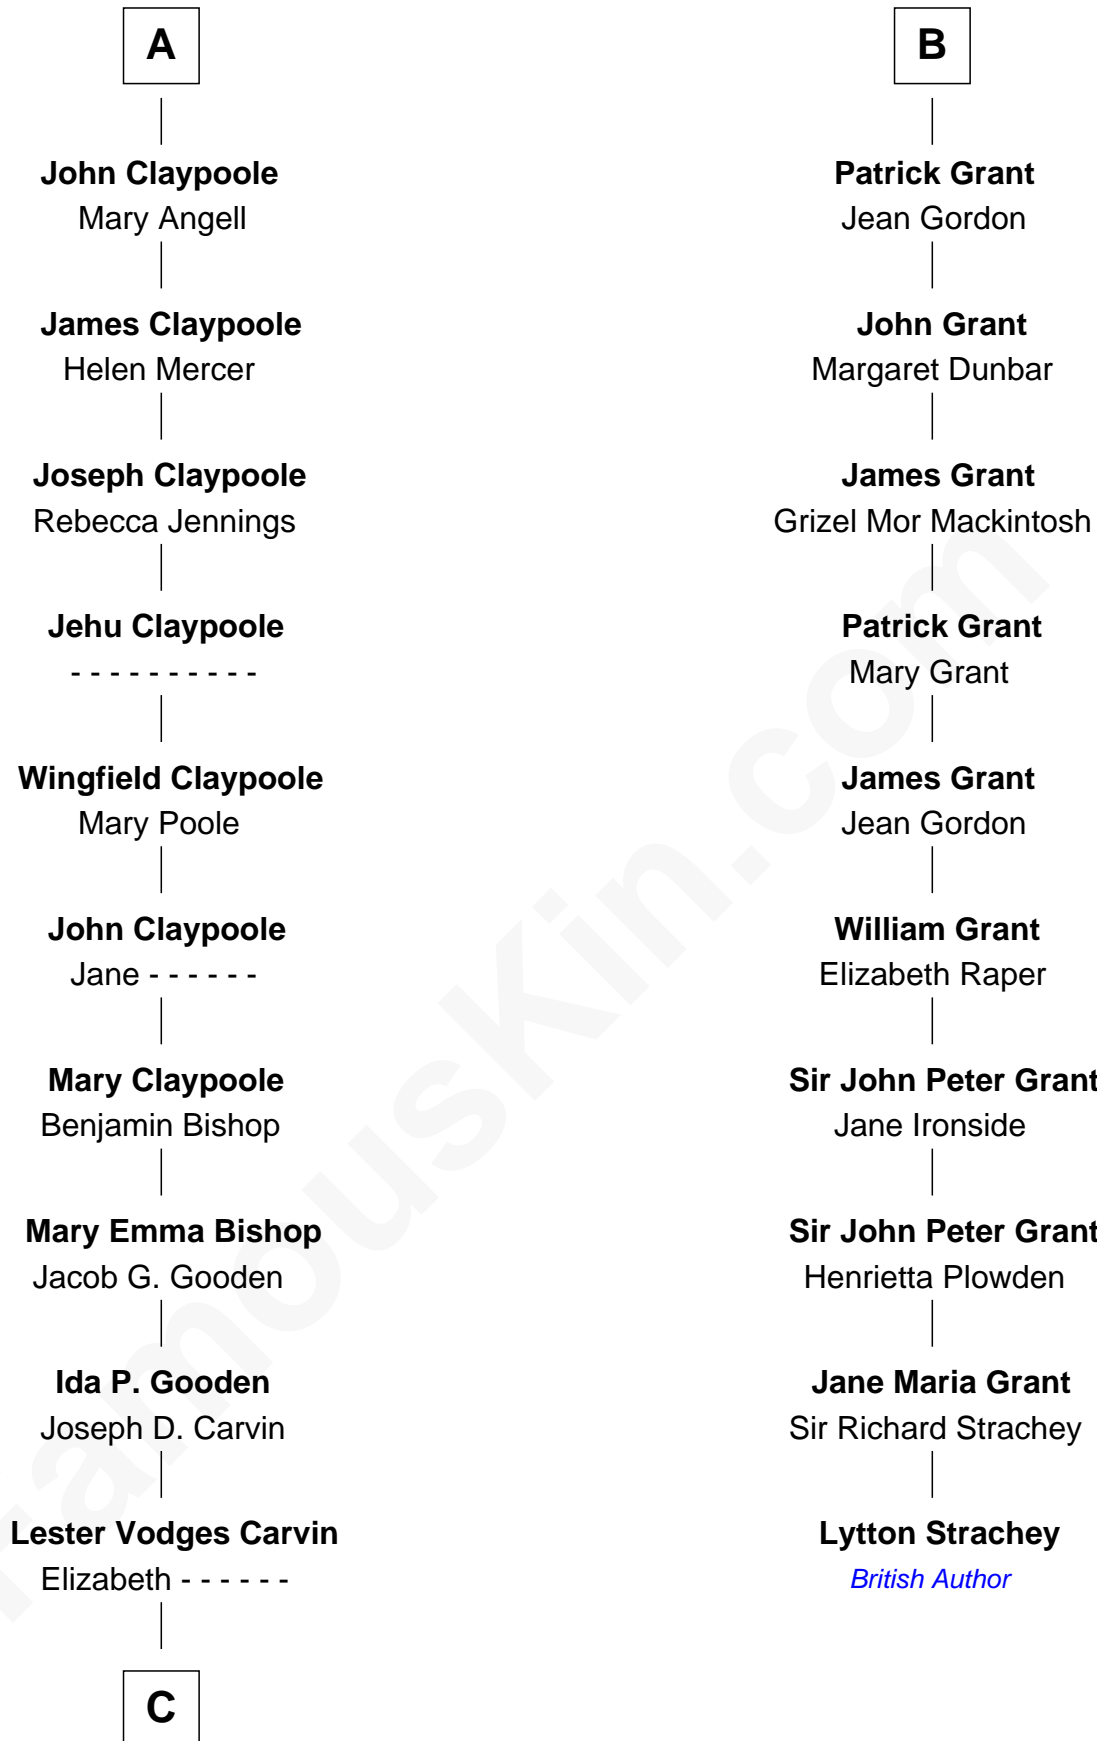 A
John Claypoole
Mary Angell
James Claypoole
Helen Mercer
Joseph Claypoole
Rebecca Jennings
Jehu Claypoole
- - - - - - - - - -
Wingfield Claypoole
Mary Poole
John Claypoole
Jane - - - - - -
Mary Claypoole
Benjamin Bishop
Mary Emma Bishop
Jacob G. Gooden
Ida P. Gooden
Joseph D. Carvin
Lester Vodges Carvin
Elizabeth - - - - - -
C
B
Patrick Grant
Jean Gordon
John Grant
Margaret Dunbar
James Grant
Grizel Mor Mackintosh
Patrick Grant
Mary Grant
James Grant
Jean Gordon
William Grant
Elizabeth Raper
Sir John Peter Grant
Jane Ironside
Sir John Peter Grant
Henrietta Plowden
Jane Maria Grant
Sir Richard Strachey
Lytton Strachey
British Author
FamousKin.com